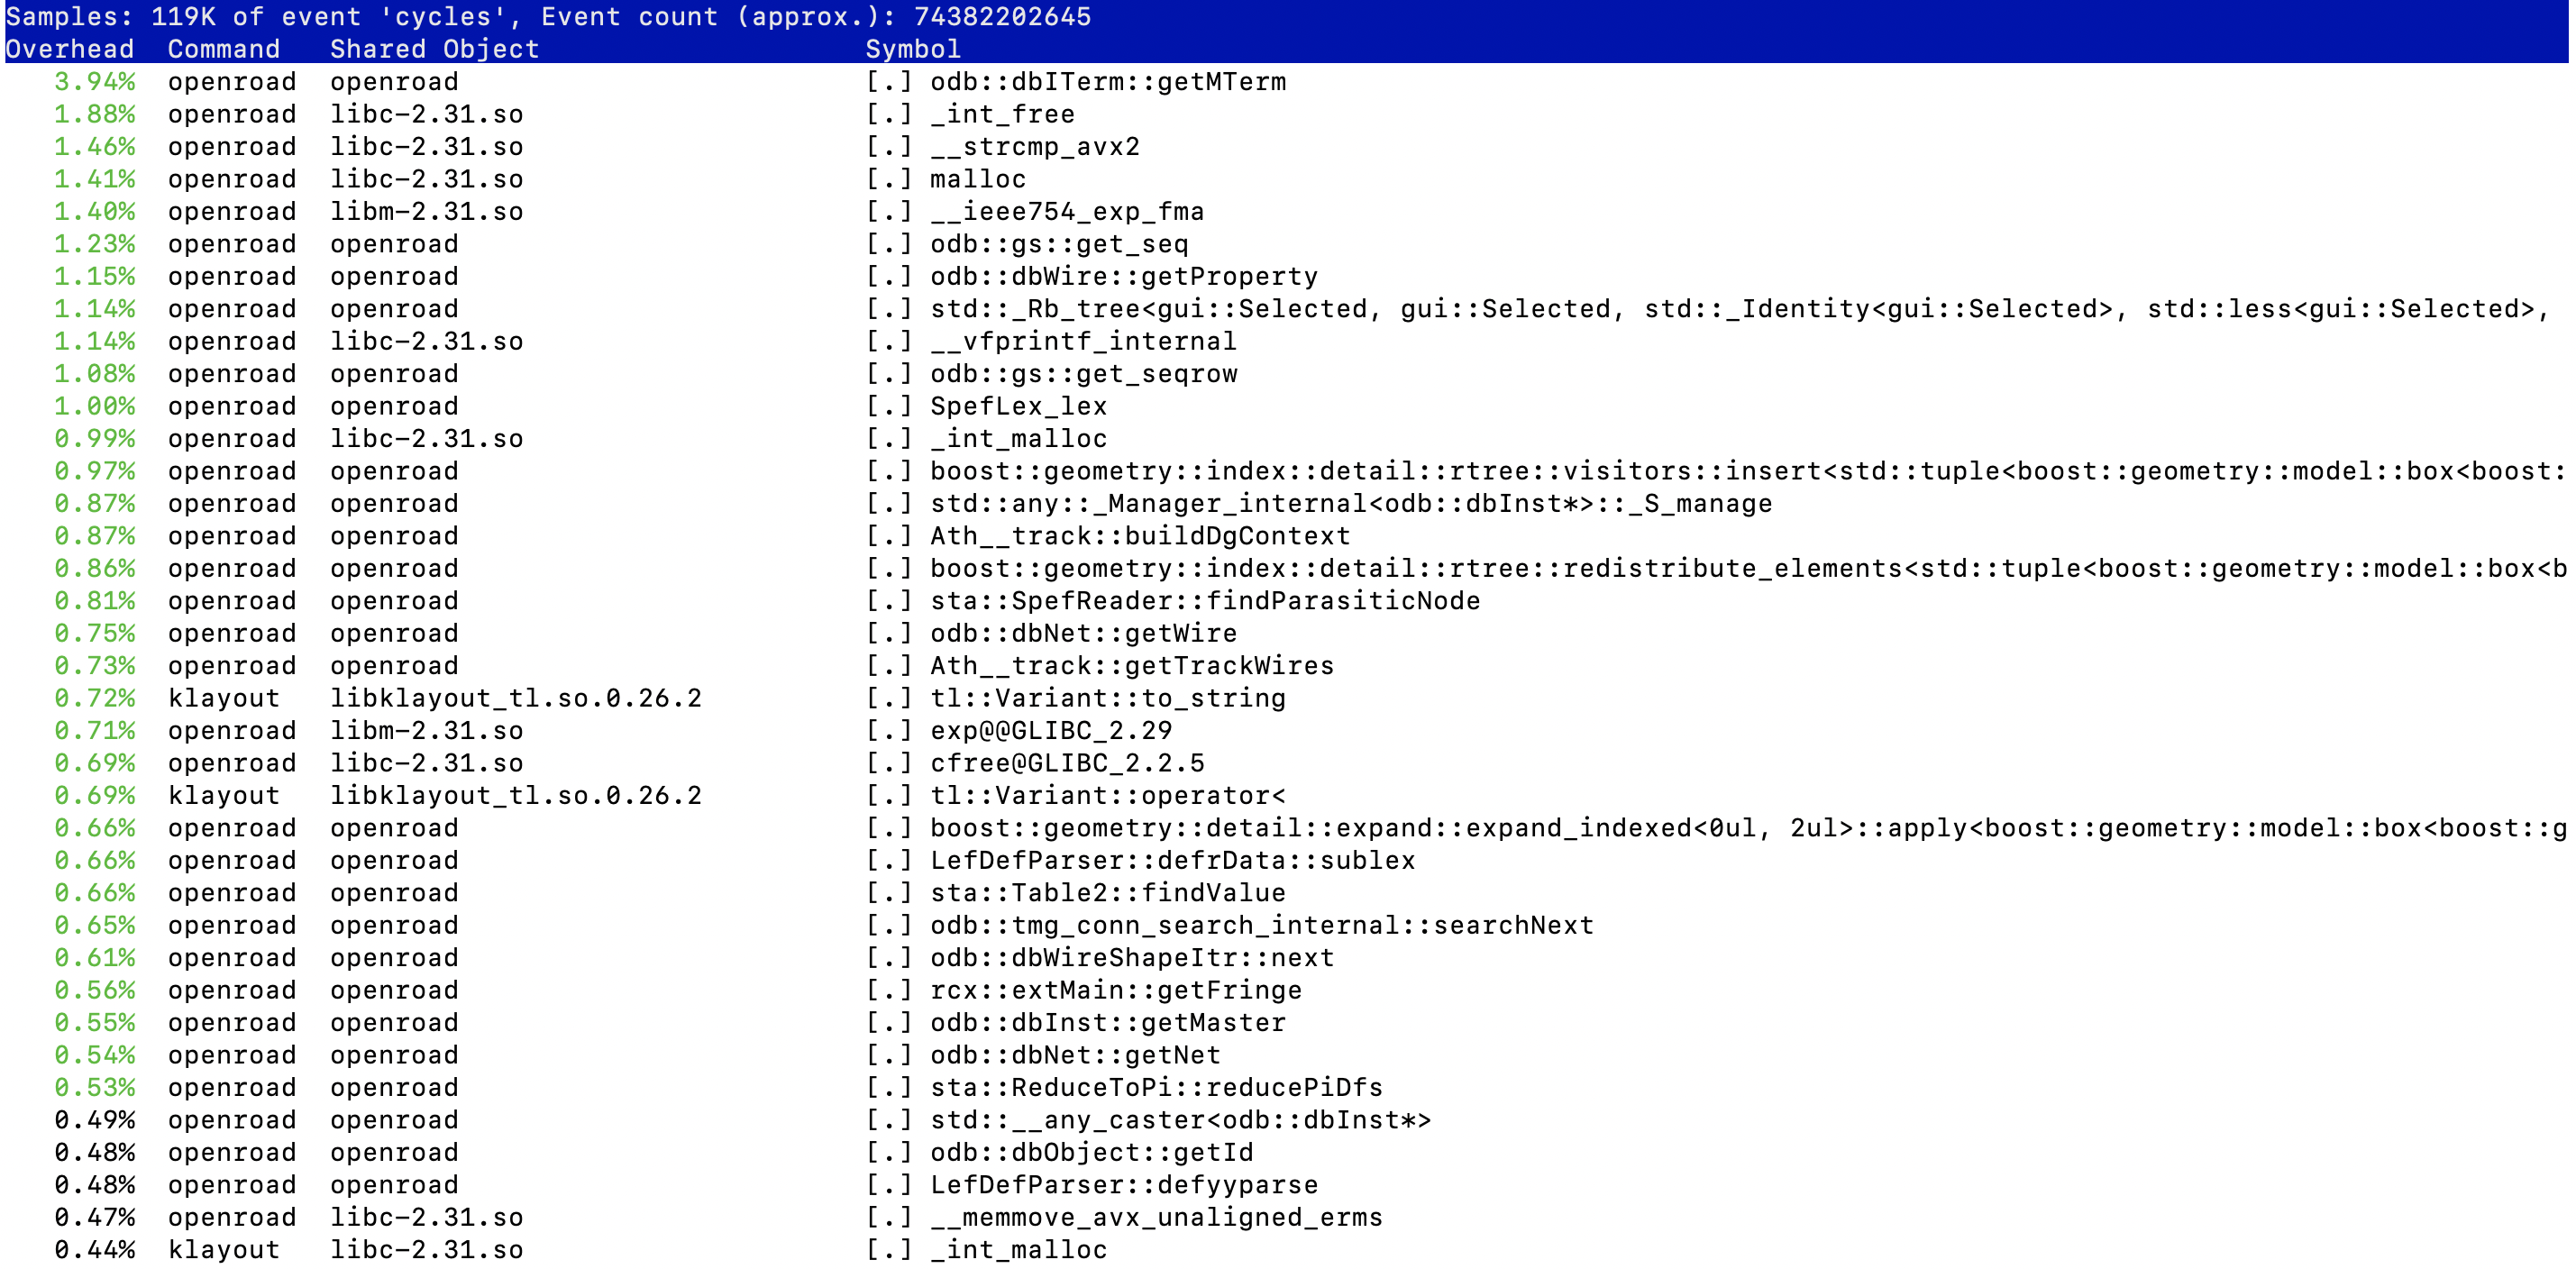 Samples: 119K of event 'cycles', Event count (approx.): 74382202645
Overhead  Command   Shared Object                    Symbol
3.94%  openroad  openroad                         [.] odb::dbITerm::getMTerm
1.88%  openroad  libc-2.31.so                     [.] _int_free
1.46%  openroad  libc-2.31.so                     [.] __strcmp_avx2
1.41%  openroad  libc-2.31.so                     [.] malloc
1.40%  openroad  libm-2.31.so                     [.] __ieee754_exp_fma
1.23%  openroad  openroad                         [.] odb::gs::get_seq
1.15%  openroad  openroad                         [.] odb::dbWire::getProperty
1.14%  openroad  openroad                         [.] std::_Rb_tree<gui::Selected, gui::Selected, std::_Identity<gui::Selected>, std::less<gui::Selected>,
1.14%  openroad  libc-2.31.so                     [.] __vfprintf_internal
1.08%  openroad  openroad                         [.] odb::gs::get_seqrow
1.00%  openroad  openroad                         [.] SpefLex_lex
0.99%  openroad  libc-2.31.so                     [.] _int_malloc
0.97%  openroad  openroad                         [.] boost::geometry::index::detail::rtree::visitors::insert<std::tuple<boost::geometry::model::box<boost:
0.87%  openroad  openroad                         [.] std::any::_Manager_internal<odb::dbInst*>::_S_manage
0.87%  openroad  openroad                         [.] Ath__track::buildDgContext
0.86%  openroad  openroad                         [.] boost::geometry::index::detail::rtree::redistribute_elements<std::tuple<boost::geometry::model::box<b
0.81%  openroad  openroad                         [.] sta::SpefReader::findParasiticNode
0.75%  openroad  openroad                         [.] odb::dbNet::getWire
0.73%  openroad  openroad                         [.] Ath__track::getTrackWires
0.72%  klayout   libklayout_tl.so.0.26.2          [.] tl::Variant::to_string
0.71%  openroad  libm-2.31.so                     [.] exp@@GLIBC_2.29
0.69%  openroad  libc-2.31.so                     [.] cfree@GLIBC_2.2.5
0.69%  klayout   libklayout_tl.so.0.26.2          [.] tl::Variant::operator<
0.66%  openroad  openroad                         [.] boost::geometry::detail::expand::expand_indexed<0ul, 2ul>::apply<boost::geometry::model::box<boost::g
0.66%  openroad  openroad                         [.] LefDefParser::defrData::sublex
0.66%  openroad  openroad                         [.] sta::Table2::findValue
0.65%  openroad  openroad                         [.] odb::tmg_conn_search_internal::searchNext
0.61%  openroad  openroad                         [.] odb::dbWireShapeItr::next
0.56%  openroad  openroad                         [.] rcx::extMain::getFringe
0.55%  openroad  openroad                         [.] odb::dbInst::getMaster
0.54%  openroad  openroad                         [.] odb::dbNet::getNet
0.53%  openroad  openroad                         [.] sta::ReduceToPi::reducePiDfs
0.49%  openroad  openroad                         [.] std::__any_caster<odb::dbInst*>
0.48%  openroad  openroad                         [.] odb::dbObject::getId
0.48%  openroad  openroad                         [.] LefDefParser::defyyparse
0.47%  openroad  libc-2.31.so                     [.] __memmove_avx_unaligned_erms
0.44%  klayout   libc-2.31.so                     [.] _int_malloc